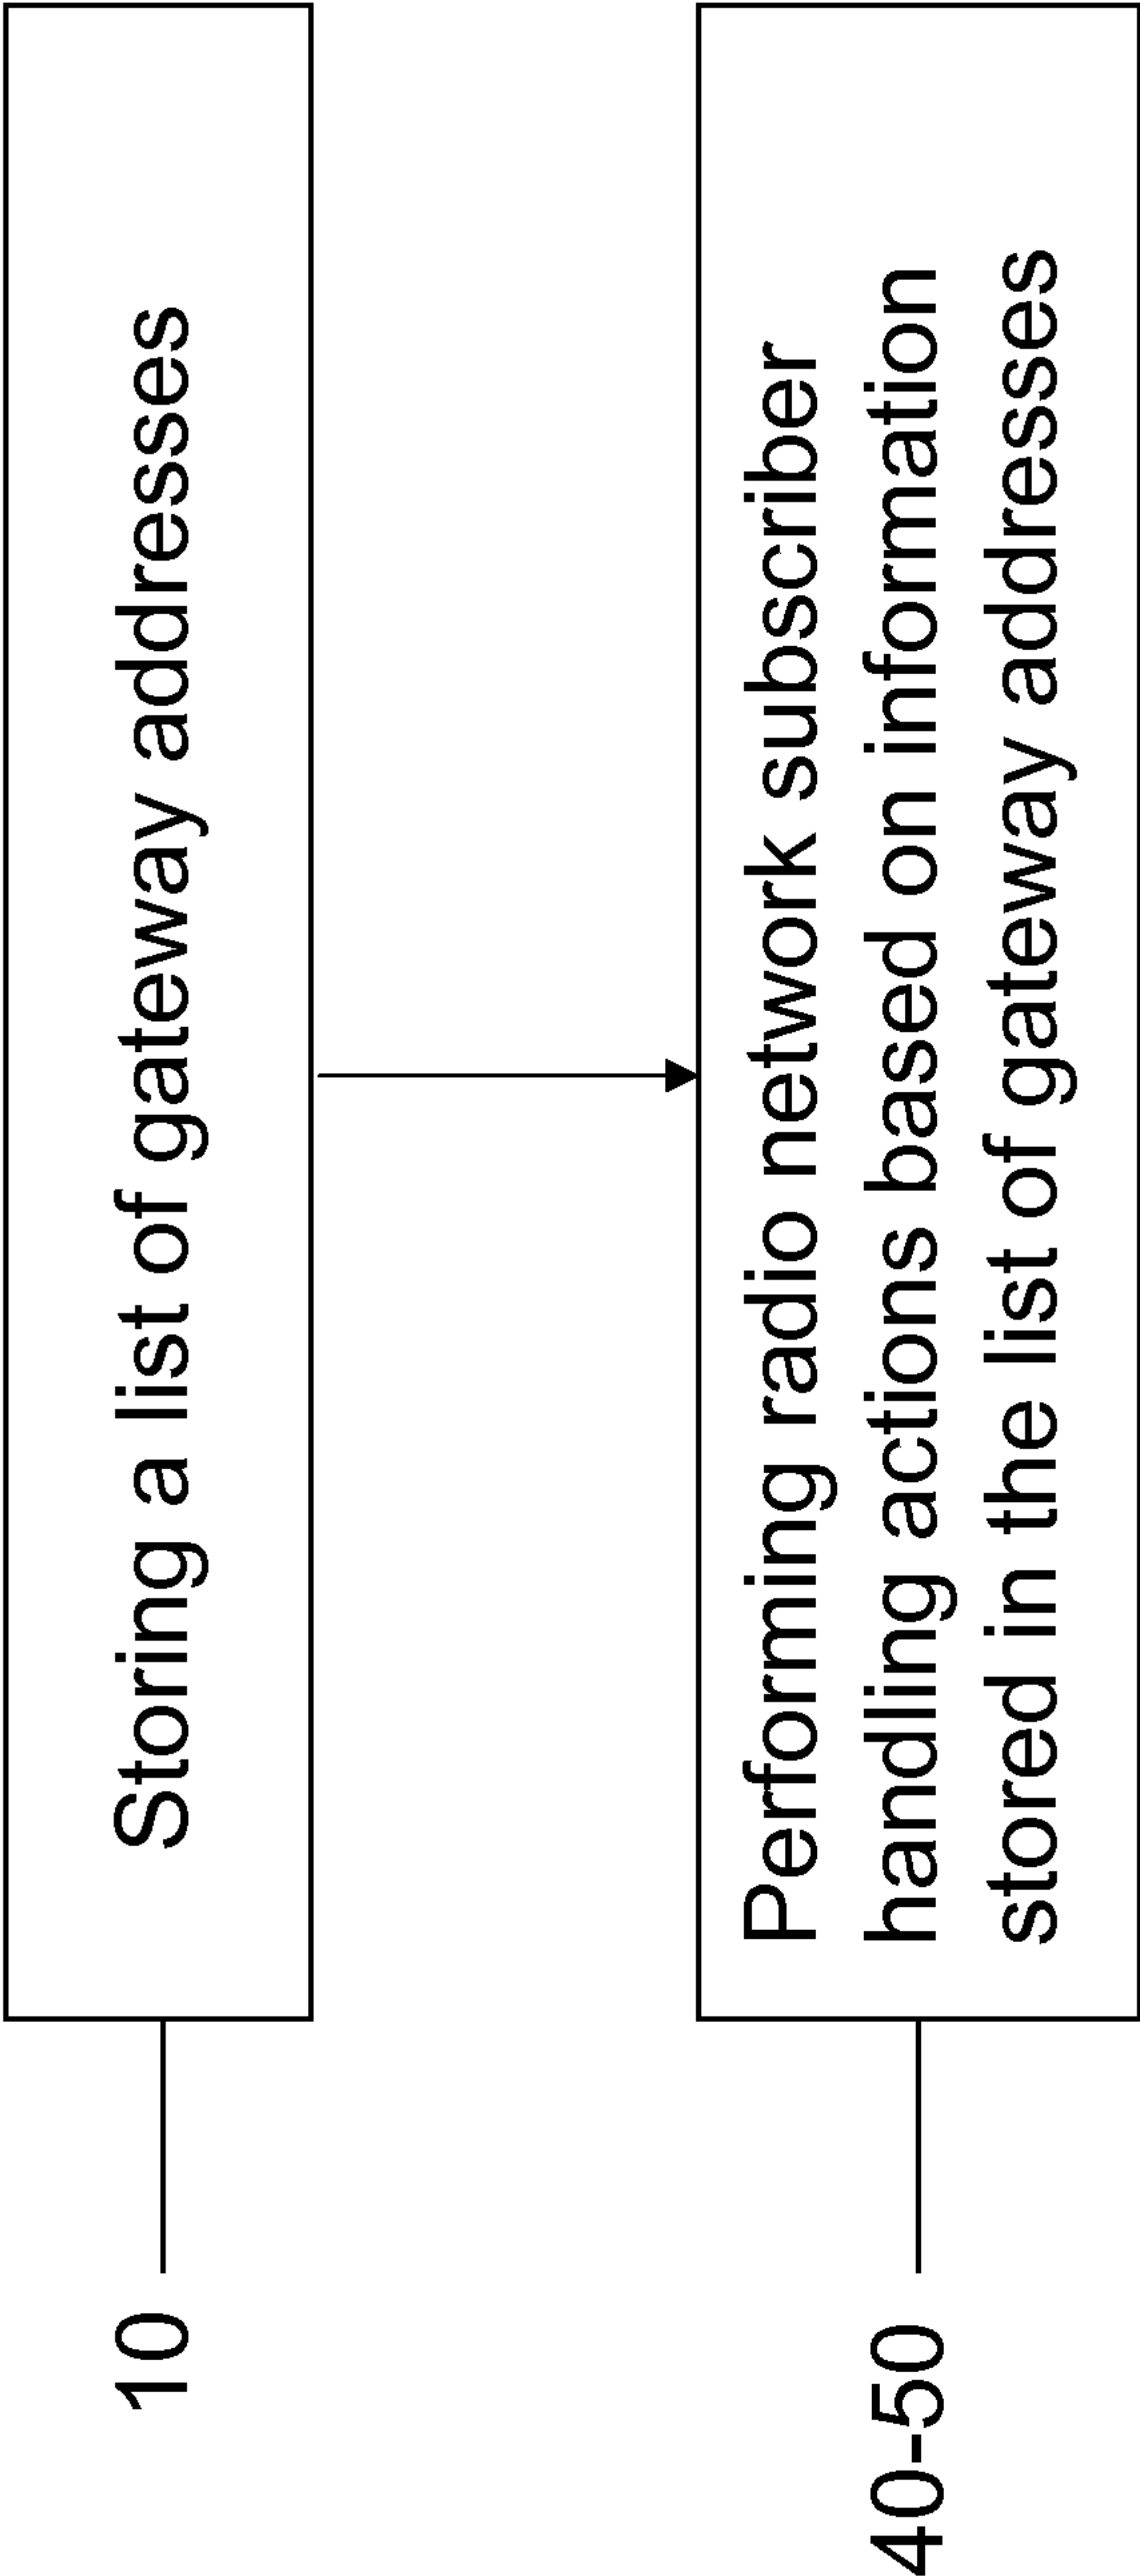 10
Storing a list of gateway addresses
40-50
Performing radio network subscriber
handling actions based on information
stored in the list of gateway addresses